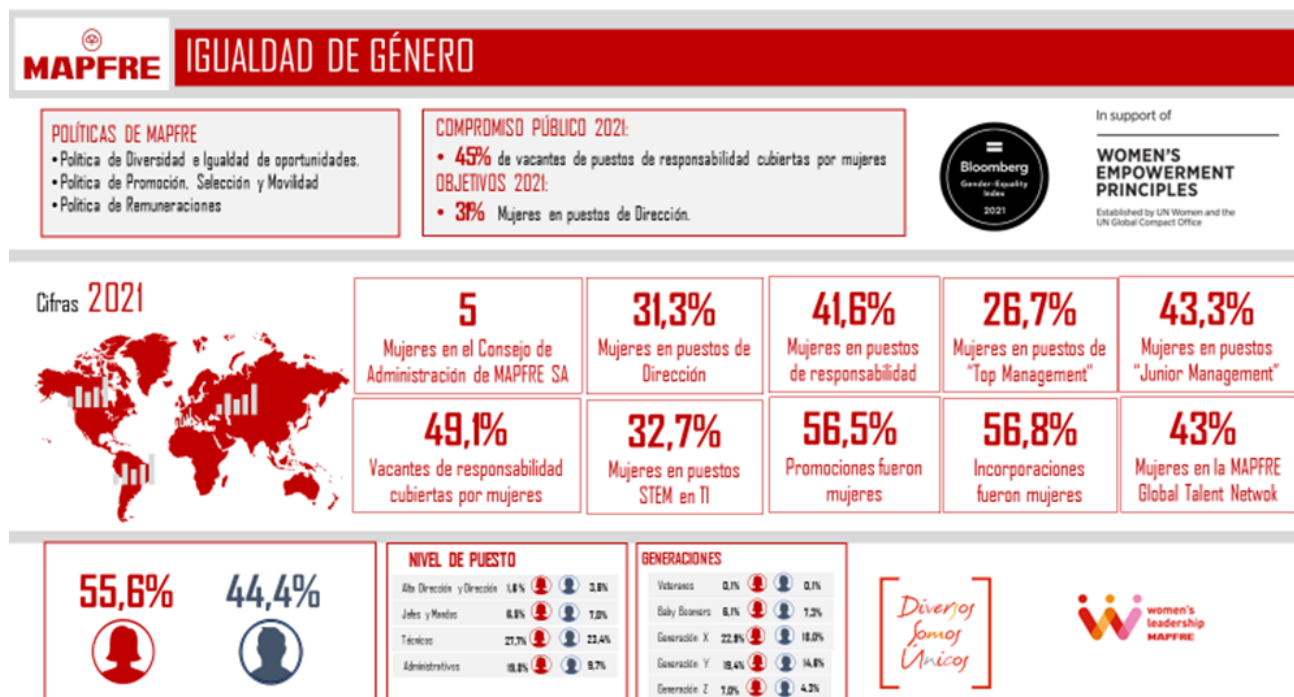 MAPFRE
IGUALDAD DE GÉNERO
POLÍTICAS DE MAPFRE
• Política de Diversidad e Igualdad de oportunidades.
• Política de Promoción, Selección y Movilidad
• Política de Remuneraciones
COMPROMISO PÚBLICO 2021:
• 45% de vacantes de puestos de responsabilidad cubiertas por mujeres
OBJETIVOS 2021:
• 31% Mujeres en puestos de Dirección.
Bloomberg
Gender-Equality
Index
2021
In support of
WOMEN'S
EMPOWERMENT
PRINCIPLES
Established by UN Women and the
UN Global Compact Office
Cifras 2021
5
Mujeres en el Consejo de
Administración de MAPFRE SA
31,3%
Mujeres en puestos de
Dirección
41,6%
Mujeres en puestos
de responsabilidad
26,7%
Mujeres en puestos de
"Top Management"
43,3%
Mujeres en puestos
"Junior Management"
49,1%
Vacantes de responsabilidad
cubiertas por mujeres
32,7%
Mujeres en puestos
STEM en TI
56,5%
Promociones fueron
mujeres
56,8%
Incorporaciones
fueron mujeres
43%
Mujeres en la MAPFRE
Global Talent Netwok
55,6%
44,4%
NIVEL DE PUESTO
Alta Dirección y Dirección 1,6% 3,6%
Jefes y Mandos 7,0%
Técnicos 27,7% 23,4%
Administrativos 9,7%
GENERACIONES
Veteranos 0,1% 0,1%
Baby Boomers 6,1% 7,3%
Generación X 22,9% 18,0%
Generación Y 19,4% 14,6%
Generación Z 7,0% 4,3%
Diversos
Somos
Únicos
women's
leadership
MAPFRE